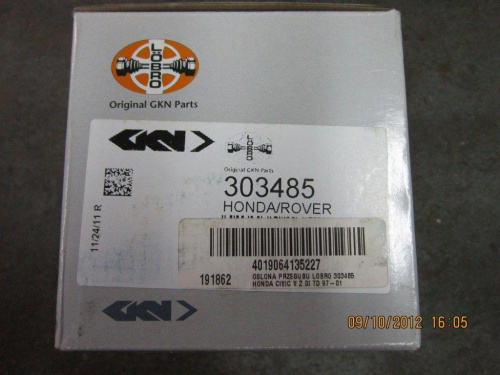 LÖBRO
Original GKN Parts
GKN
LÖBRO
Original GKN Parts
303485
HONDA/ROVER
11/24/11 R
4019064135227
191862
OSLONA PRZEGUBU LOBRO 303485
HONDA CIVIC V 2.0I TD 97-01
09/10/2012 16:05